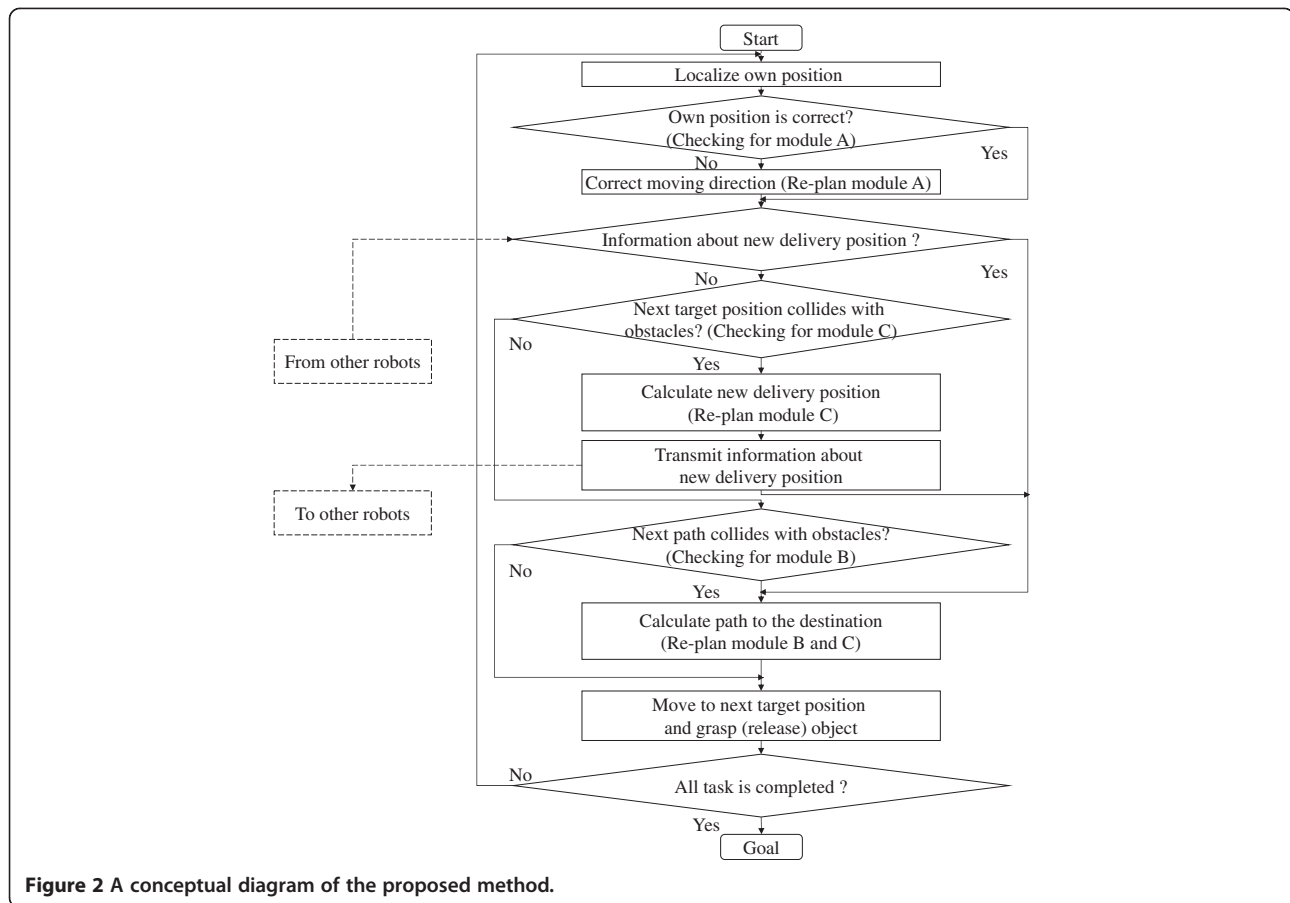 Start
Localize own position
Own position is correct?
(Checking for module A)
Yes
No
Correct moving direction (Re-plan module A)
Information about new delivery position ?
Yes
No
Next target position collides with
obstacles? (Checking for module C)
No
From other robots
Yes
Calculate new delivery position
(Re-plan module C)
Transmit information about
new delivery position
To other robots
Next path collides with obstacles?
(Checking for module B)
No
Yes
Calculate path to the destination
(Re-plan module B and C)
Move to next target position
and grasp (release) object
No
All task is completed ?
Yes
Goal
Figure 2 A conceptual diagram of the proposed method.